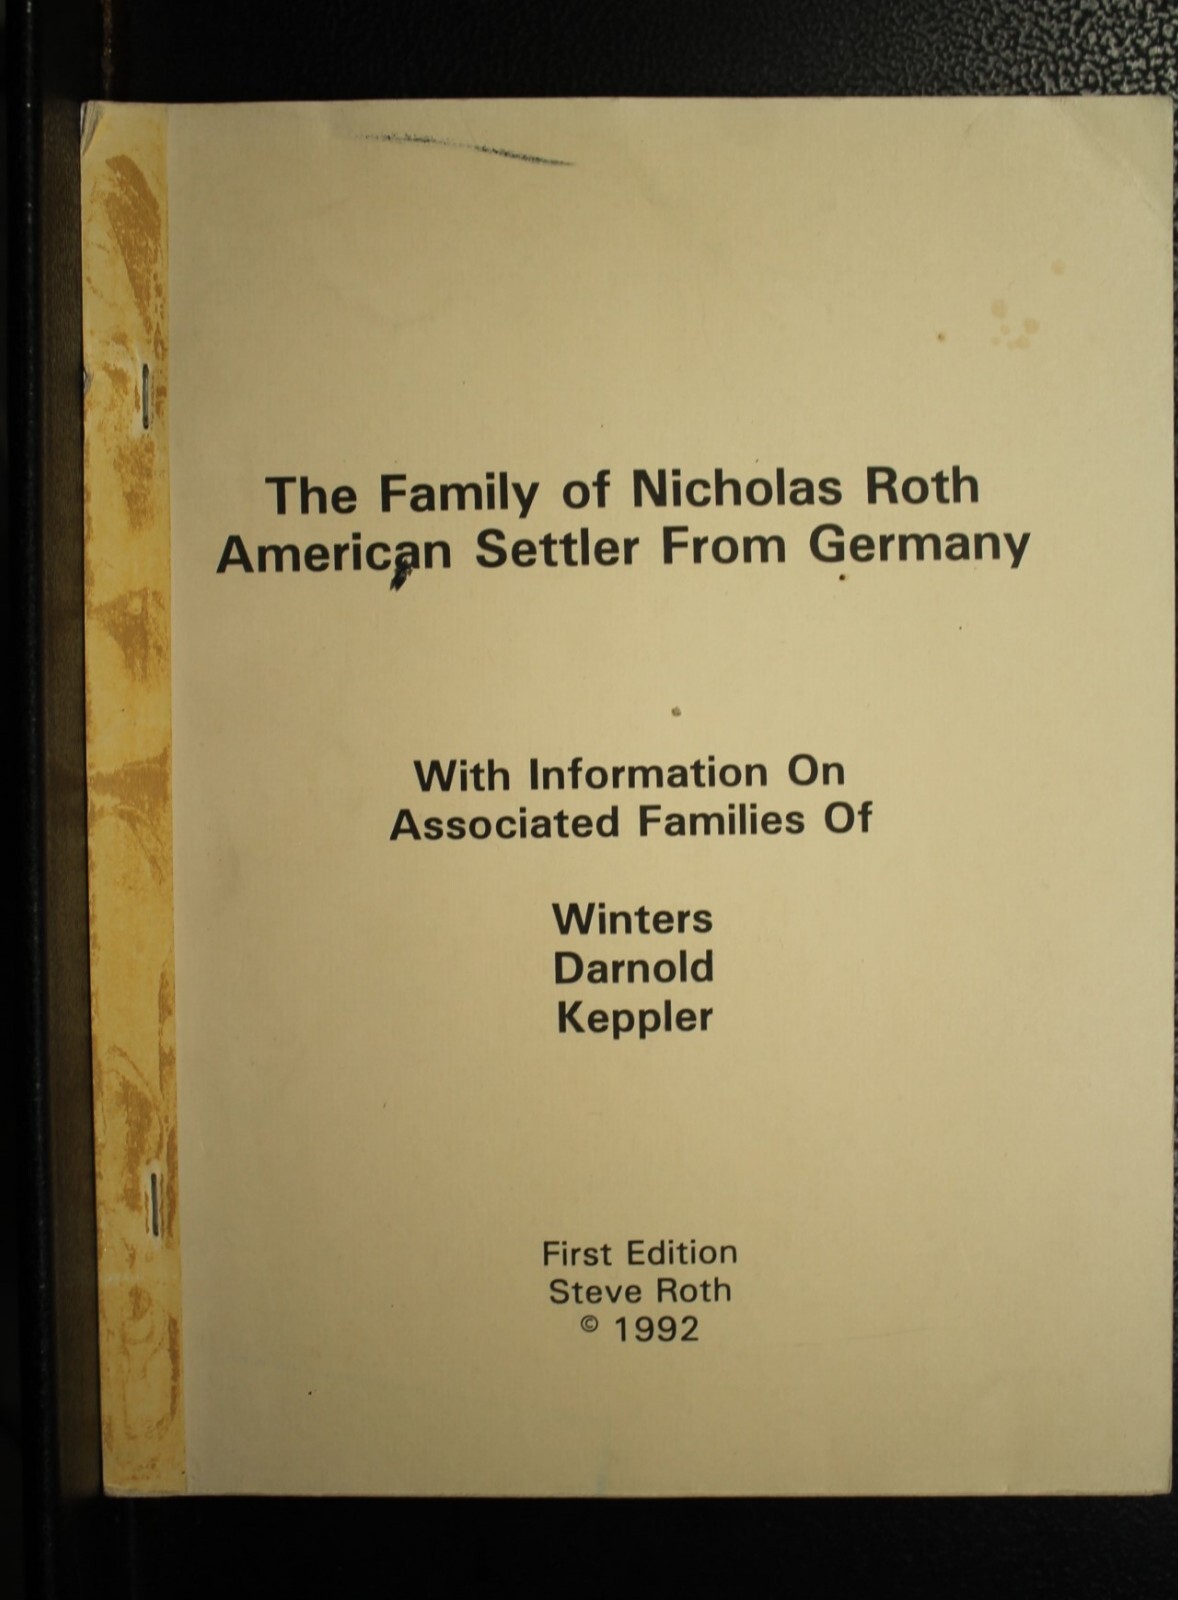 The Family of Nicholas Roth
American Settler From Germany
With Information On
Associated Families Of
Winters
Darnold
Keppler
First Edition
Steve Roth
© 1992